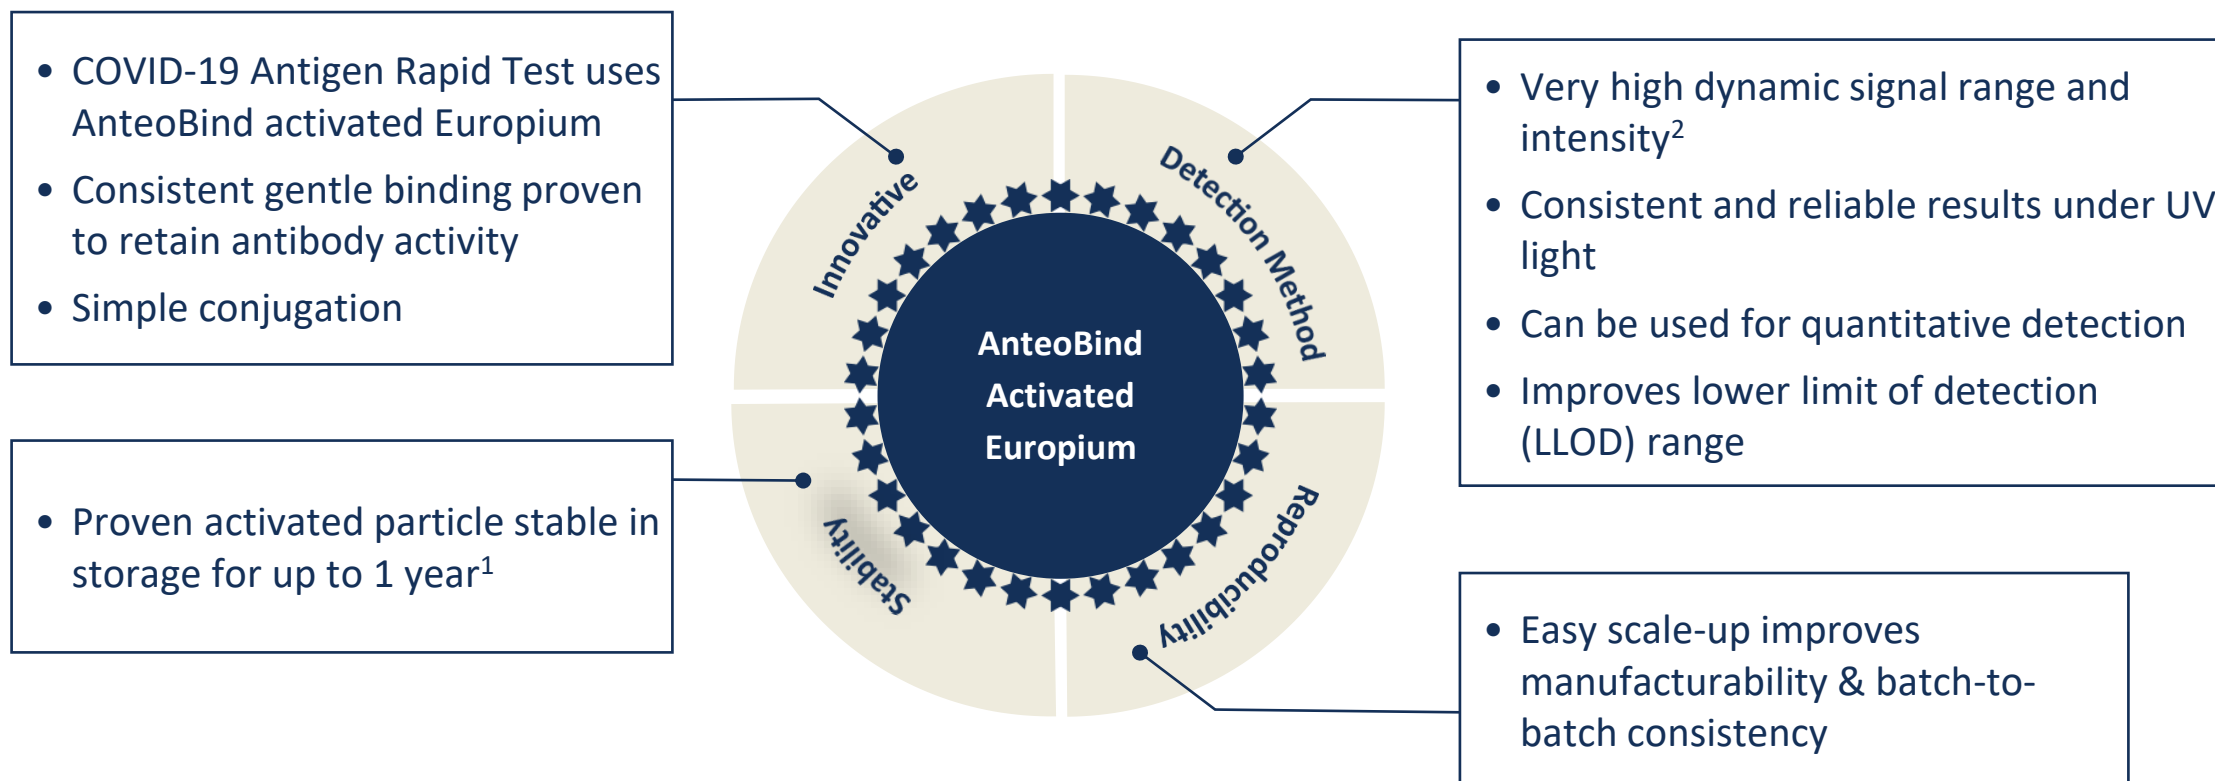 • COVID-19 Antigen Rapid Test uses
AnteoBind activated Europium
• Consistent gentle binding proven
to retain antibody activity
• Simple conjugation
• Proven activated particle stable in
storage for up to 1 year¹
Innovative
Detection Method
AnteoBind
Activated
Europium
Stability
Reproducibility
• Very high dynamic signal range and
intensity²
• Consistent and reliable results under UV
light
• Can be used for quantitative detection
• Improves lower limit of detection
(LLOD) range
• Easy scale-up improves
manufacturability & batch-to-
batch consistency